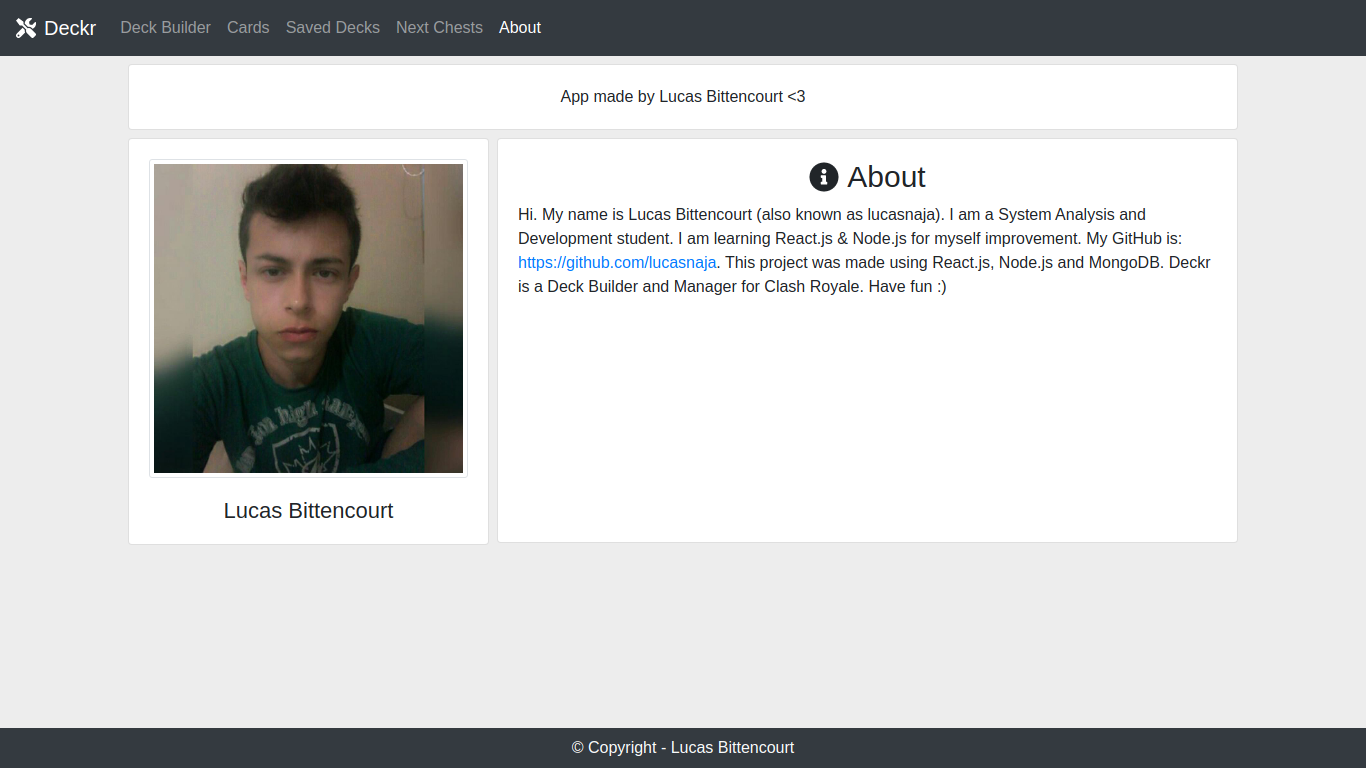 Deckr Deck Builder Cards Saved Decks Next Chests About
App made by Lucas Bittencourt <3
Lucas Bittencourt
About
Hi. My name is Lucas Bittencourt (also known as lucasnaja). I am a System Analysis and
Development student. I am learning React.js & Node.js for myself improvement. My GitHub is:
https://github.com/lucasnaja. This project was made using React.js, Node.js and MongoDB. Deckr
is a Deck Builder and Manager for Clash Royale. Have fun :)
© Copyright - Lucas Bittencourt